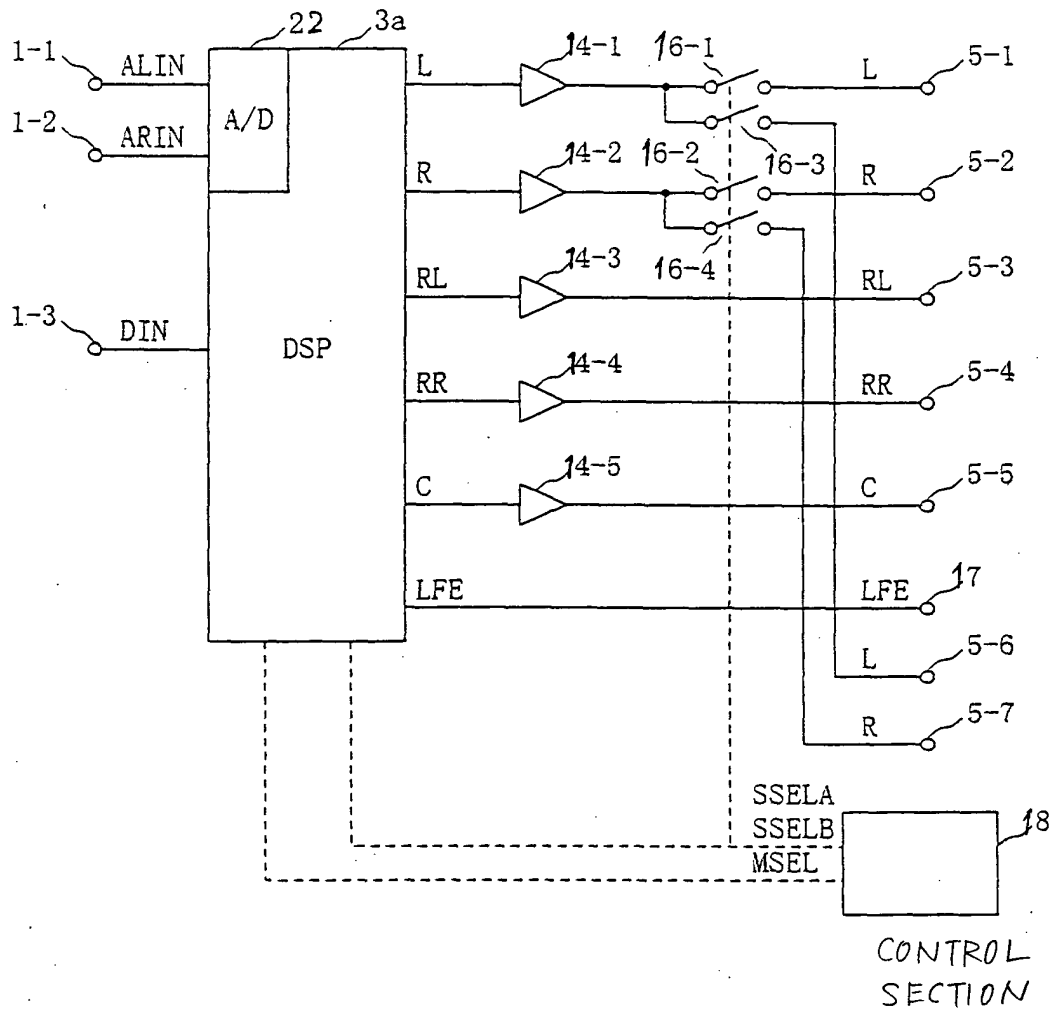 22 3a
1-1 ALIN A/D L 14-1 16-1 L 5-1
1-2 ARIN R 14-2 16-2 16-3 R 5-2
16-4
RL 14-3 RL 5-3
1-3 DIN DSP
RR 14-4 RR 5-4
C 14-5 C 5-5
LFE LFE 17
L 5-6
R 5-7
SSELA
SSELB 18
MSEL
CONTROL
SECTION